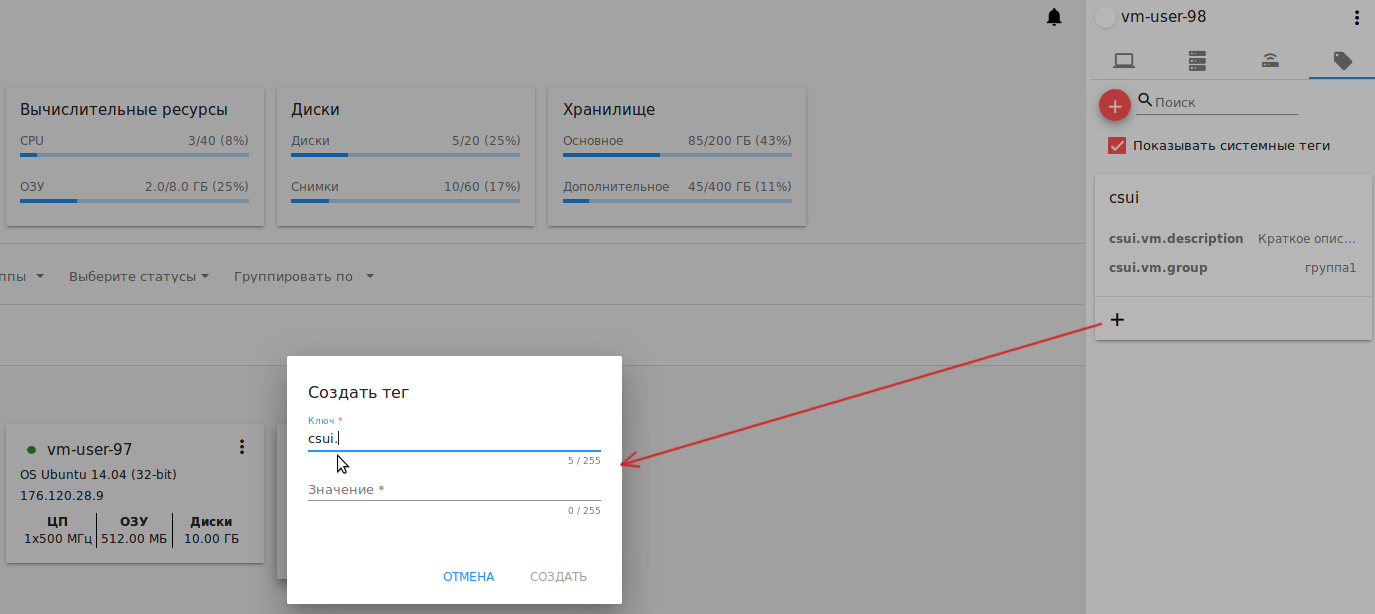 Вычислительные ресурсы
CPU 3/40 (8%)
ОЗУ 2.0/8.0 ГБ (25%)
Диски
Диски 5/20 (25%)
Снимки 10/60 (17%)
Хранилище
Основное 85/200 ГБ (43%)
Дополнительное 45/400 ГБ (11%)
ппы Выберите статусы Группировать по
vm-user-97
OS Ubuntu 14.04 (32-bit)
176.120.28.9
ЦП ОЗУ Диски
1x500 МГц 512.00 МБ 10.00 ГБ
Создать тег
Ключ *
csui.
5 / 255
Значение *
0 / 255
ОТМЕНА СОЗДАТЬ
vm-user-98
Поиск
Показывать системные теги
csui
csui.vm.description Краткое опис...
csui.vm.group группа1